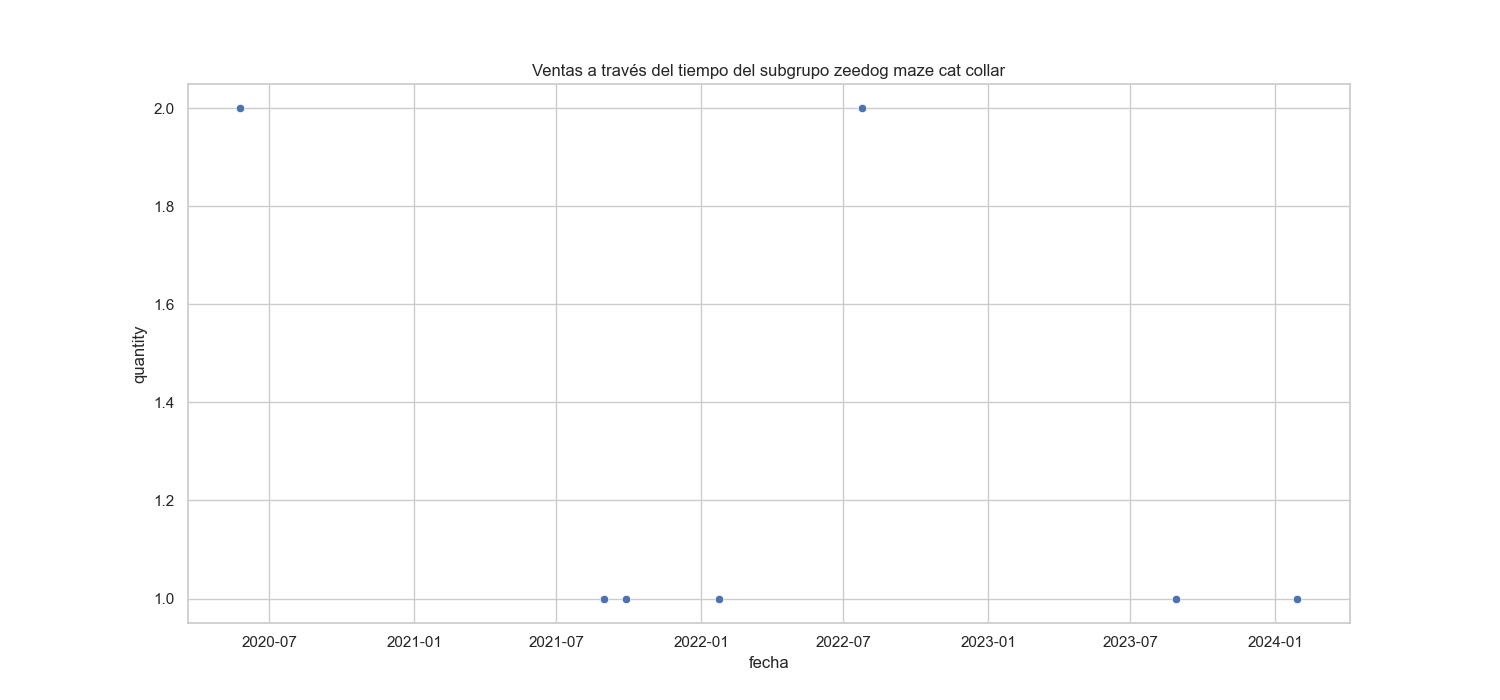 Ventas a través del tiempo del subgrupo zeedog maze cat collar
2.0
1.8
1.6
1.4
1.2
1.0
quantity
2020-07 2021-01 2021-07 2022-01 2022-07 2023-01 2023-07 2024-01
fecha